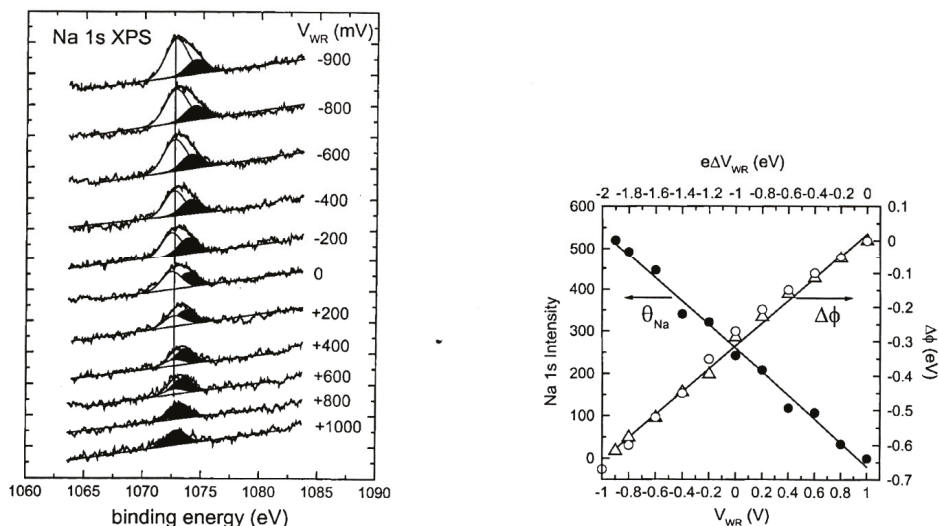 Na 1s XPS
V_WR (mV)
-900
-800
-600
-400
-200
0
+200
+400
+600
+800
+1000
1060 1065 1070 1075 1080 1085 1090
binding energy (eV)
eΔV_WR (eV)
-2 -1.8 -1.6 -1.4 -1.2 -1 -0.8 -0.6 -0.4 -0.2 0
600
500
400
300
200
100
0
Na 1s Intensity
θ_Na
Δϕ
0.1
0
-0.1
-0.2
-0.3
-0.4
-0.5
-0.6
-0.7
Δϕ (eV)
-1 -0.8 -0.6 -0.4 -0.2 0 0.2 0.4 0.6 0.8 1
V_WR (V)